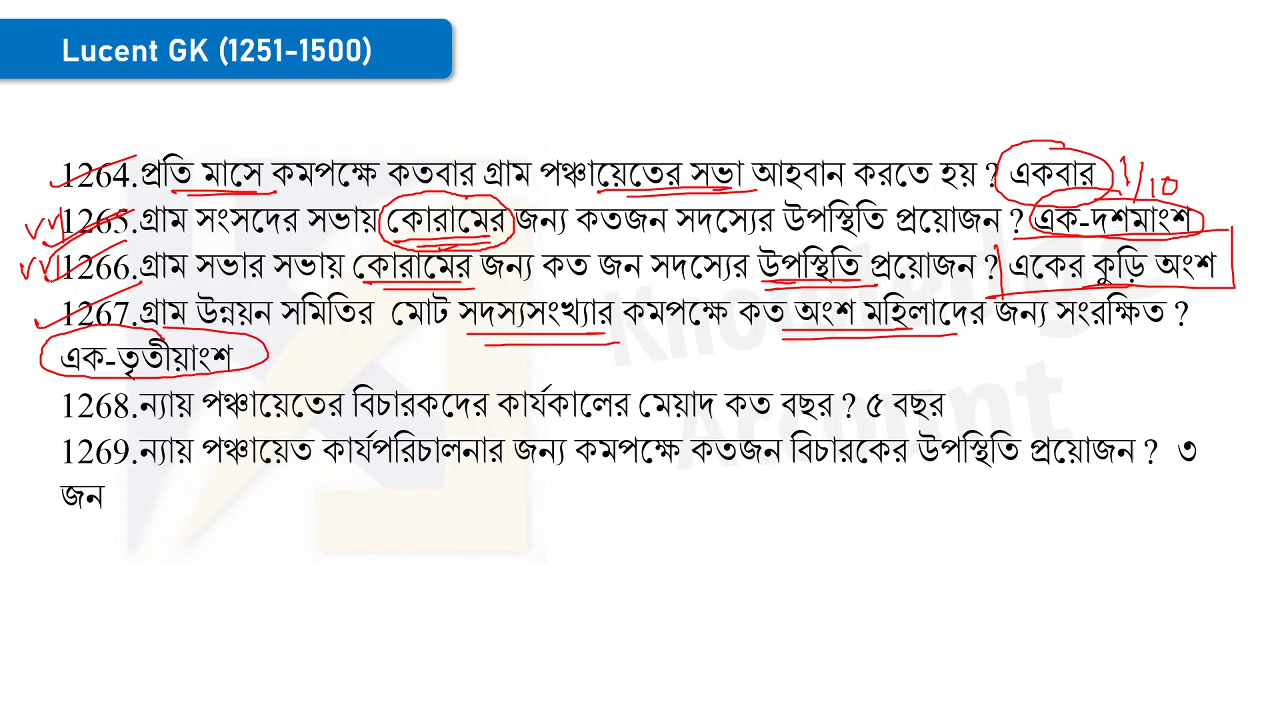 Lucent GK (1251-1500)
1264.প্রতি মাসে কমপক্ষে কতবার গ্রাম পঞ্চায়েতের সভা আহবান করতে হয় ? একবার 1/10
1265.গ্রাম সংসদের সভায় কোরামের জন্য কতজন সদস্যের উপস্থিতি প্রয়োজন ? এক-দশমাংশ
1266.গ্রাম সভার সভায় কোরামের জন্য কত জন সদস্যের উপস্থিতি প্রয়োজন ? একের কুড়ি অংশ
1267.গ্রাম উন্নয়ন সমিতির মোট সদস্যসংখ্যার কমপক্ষে কত অংশ মহিলাদের জন্য সংরক্ষিত ?
এক-তৃতীয়াংশ
1268.ন্যায় পঞ্চায়েতের বিচারকদের কার্যকালের মেয়াদ কত বছর ? ৫ বছর
1269.ন্যায় পঞ্চায়েত কার্যপরিচালনার জন্য কমপক্ষে কতজন বিচারকের উপস্থিতি প্রয়োজন ? ৩
জন
Knowledge
Account